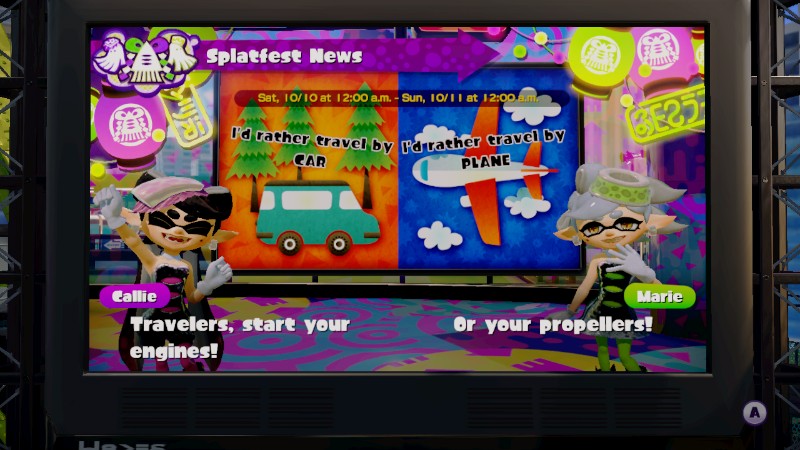 Splatfest News
Sat, 10/10 at 12:00 a.m. - Sun, 10/11 at 12:00 a.m.
I'd rather travel by
CAR
I'd rather travel by
PLANE
Callie
Travelers, start your
engines!
Marie
Or your propellers!
A